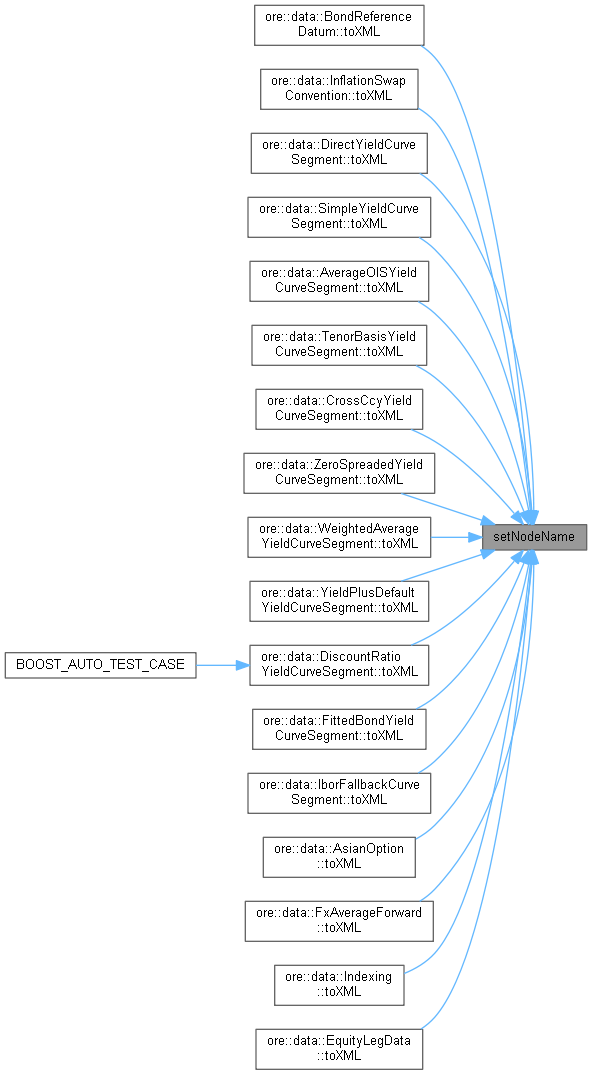 ore::data::BondReference
Datum::toXML
ore::data::InflationSwap
Convention::toXML
ore::data::DirectYieldCurve
Segment::toXML
ore::data::SimpleYieldCurve
Segment::toXML
ore::data::AverageOISYield
CurveSegment::toXML
ore::data::TenorBasisYield
CurveSegment::toXML
ore::data::CrossCcyYield
CurveSegment::toXML
ore::data::ZeroSpreadedYield
CurveSegment::toXML
ore::data::WeightedAverage
YieldCurveSegment::toXML
setNodeName
ore::data::YieldPlusDefault
YieldCurveSegment::toXML
BOOST_AUTO_TEST_CASE
ore::data::DiscountRatio
YieldCurveSegment::toXML
ore::data::FittedBondYield
CurveSegment::toXML
ore::data::IborFallbackCurve
Segment::toXML
ore::data::AsianOption
::toXML
ore::data::FxAverageForward
::toXML
ore::data::Indexing
::toXML
ore::data::EquityLegData
::toXML